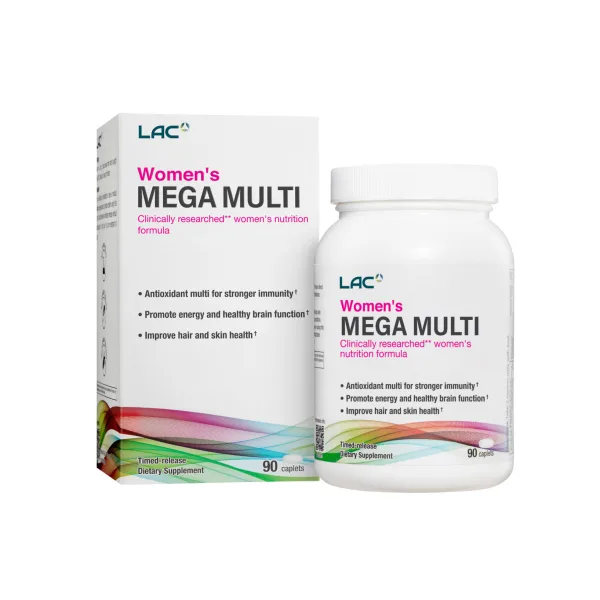 LAC
Women's
MEGA MULTI
Clinically researched** women's nutrition
formula
• Antioxidant multi for stronger immunity†
• Promote energy and healthy brain function†
• Improve hair and skin health†
Timed-release
Dietary Supplement
90 caplets
LAC
Women's
MEGA MULTI
Clinically researched** women's
nutrition formula
• Antioxidant multi for stronger immunity†
• Promote energy and healthy brain function†
• Improve hair and skin health†
Timed-release
Dietary Supplement
90 caplets